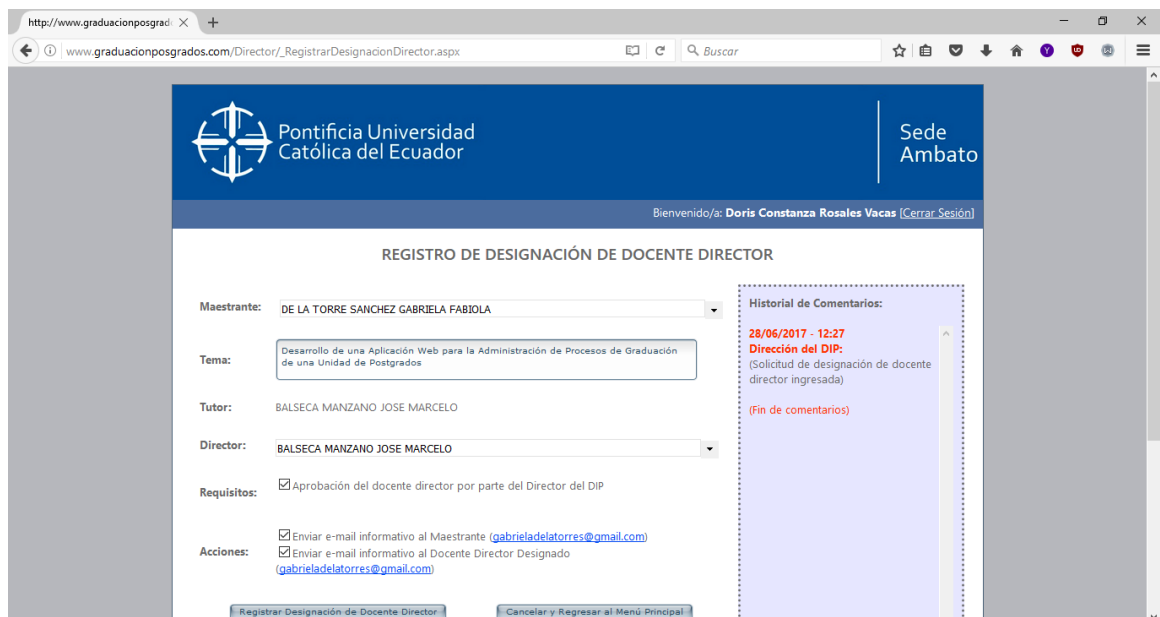 http://www.graduacionposgrad
www.graduacionposgrados.com/Director/_RegistrarDesignacionDirector.aspx
Buscar
Pontificia Universidad
Católica del Ecuador
Sede
Ambato
Bienvenido/a: Doris Constanza Rosales Vacas [Cerrar Sesión]
REGISTRO DE DESIGNACIÓN DE DOCENTE DIRECTOR
Maestrante:
DE LA TORRE SANCHEZ GABRIELA FABIOLA
Tema:
Desarrollo de una Aplicación Web para la Administración de Procesos de Graduación
de una Unidad de Postgrados
Tutor:
BALSECA MANZANO JOSE MARCELO
Director:
BALSECA MANZANO JOSE MARCELO
Requisitos:
Aprobación del docente director por parte del Director del DIP
Acciones:
Enviar e-mail informativo al Maestrante (gabrieladelatorres@gmail.com)
Enviar e-mail informativo al Docente Director Designado
(gabrieladelatorres@gmail.com)
Registrar Designación de Docente Director
Cancelar y Regresar al Menú Principal
Historial de Comentarios:
28/06/2017 - 12:27
Dirección del DIP:
(Solicitud de designación de docente
director ingresada)
(Fin de comentarios)